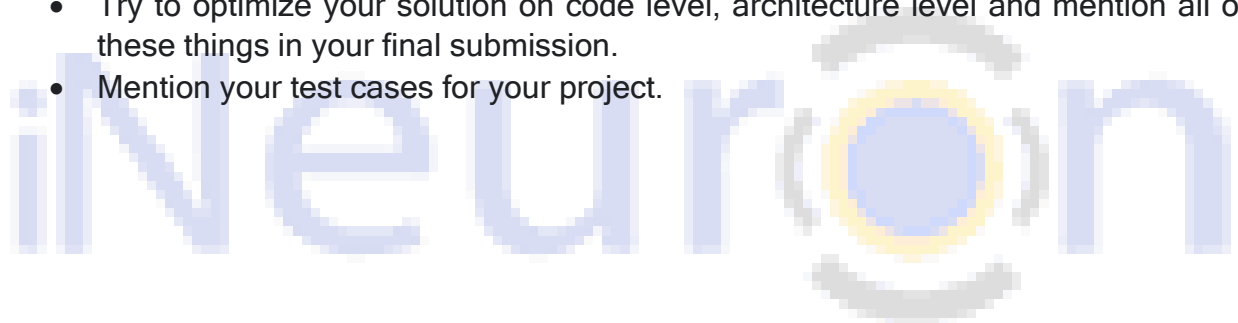 • Try to optimize your solution on code level, architecture level and mention all o
these things in your final submission.
• Mention your test cases for your project.
iNeuron